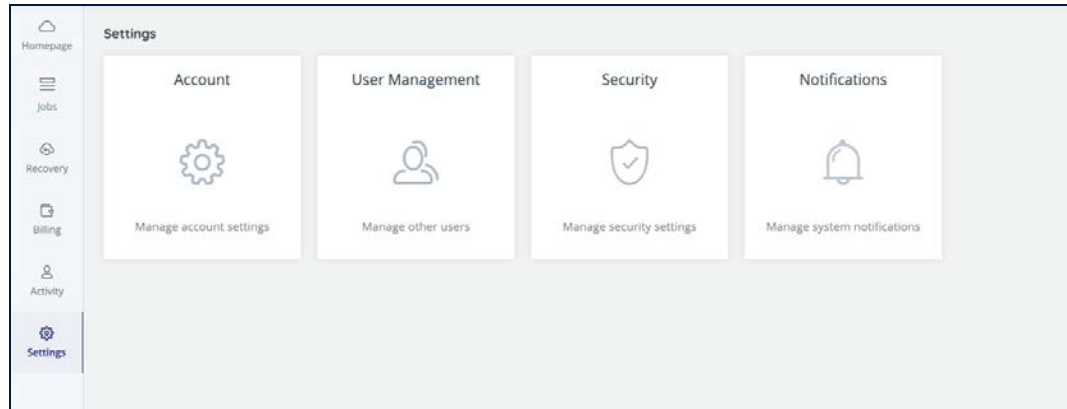 Homepage
Jobs
Recovery
Billing
Activity
Settings
Settings
Account
Manage account settings
User Management
Manage other users
Security
Manage security settings
Notifications
Manage system notifications